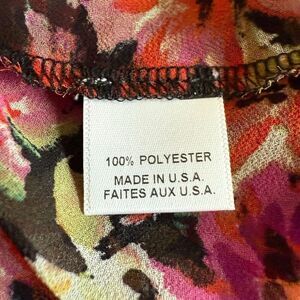 100% POLYESTER
MADE IN U.S.A.
FAITES AUX U.S.A.